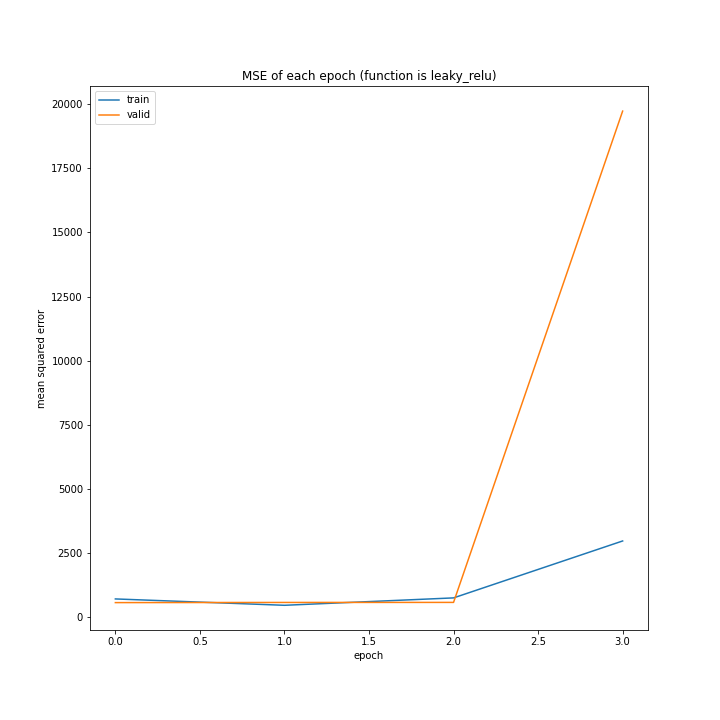 MSE of each epoch (function is leaky_relu)
train
valid
20000
17500
15000
12500
10000
7500
5000
2500
0
mean squared error
0.0 0.5 1.0 1.5 2.0 2.5 3.0
epoch